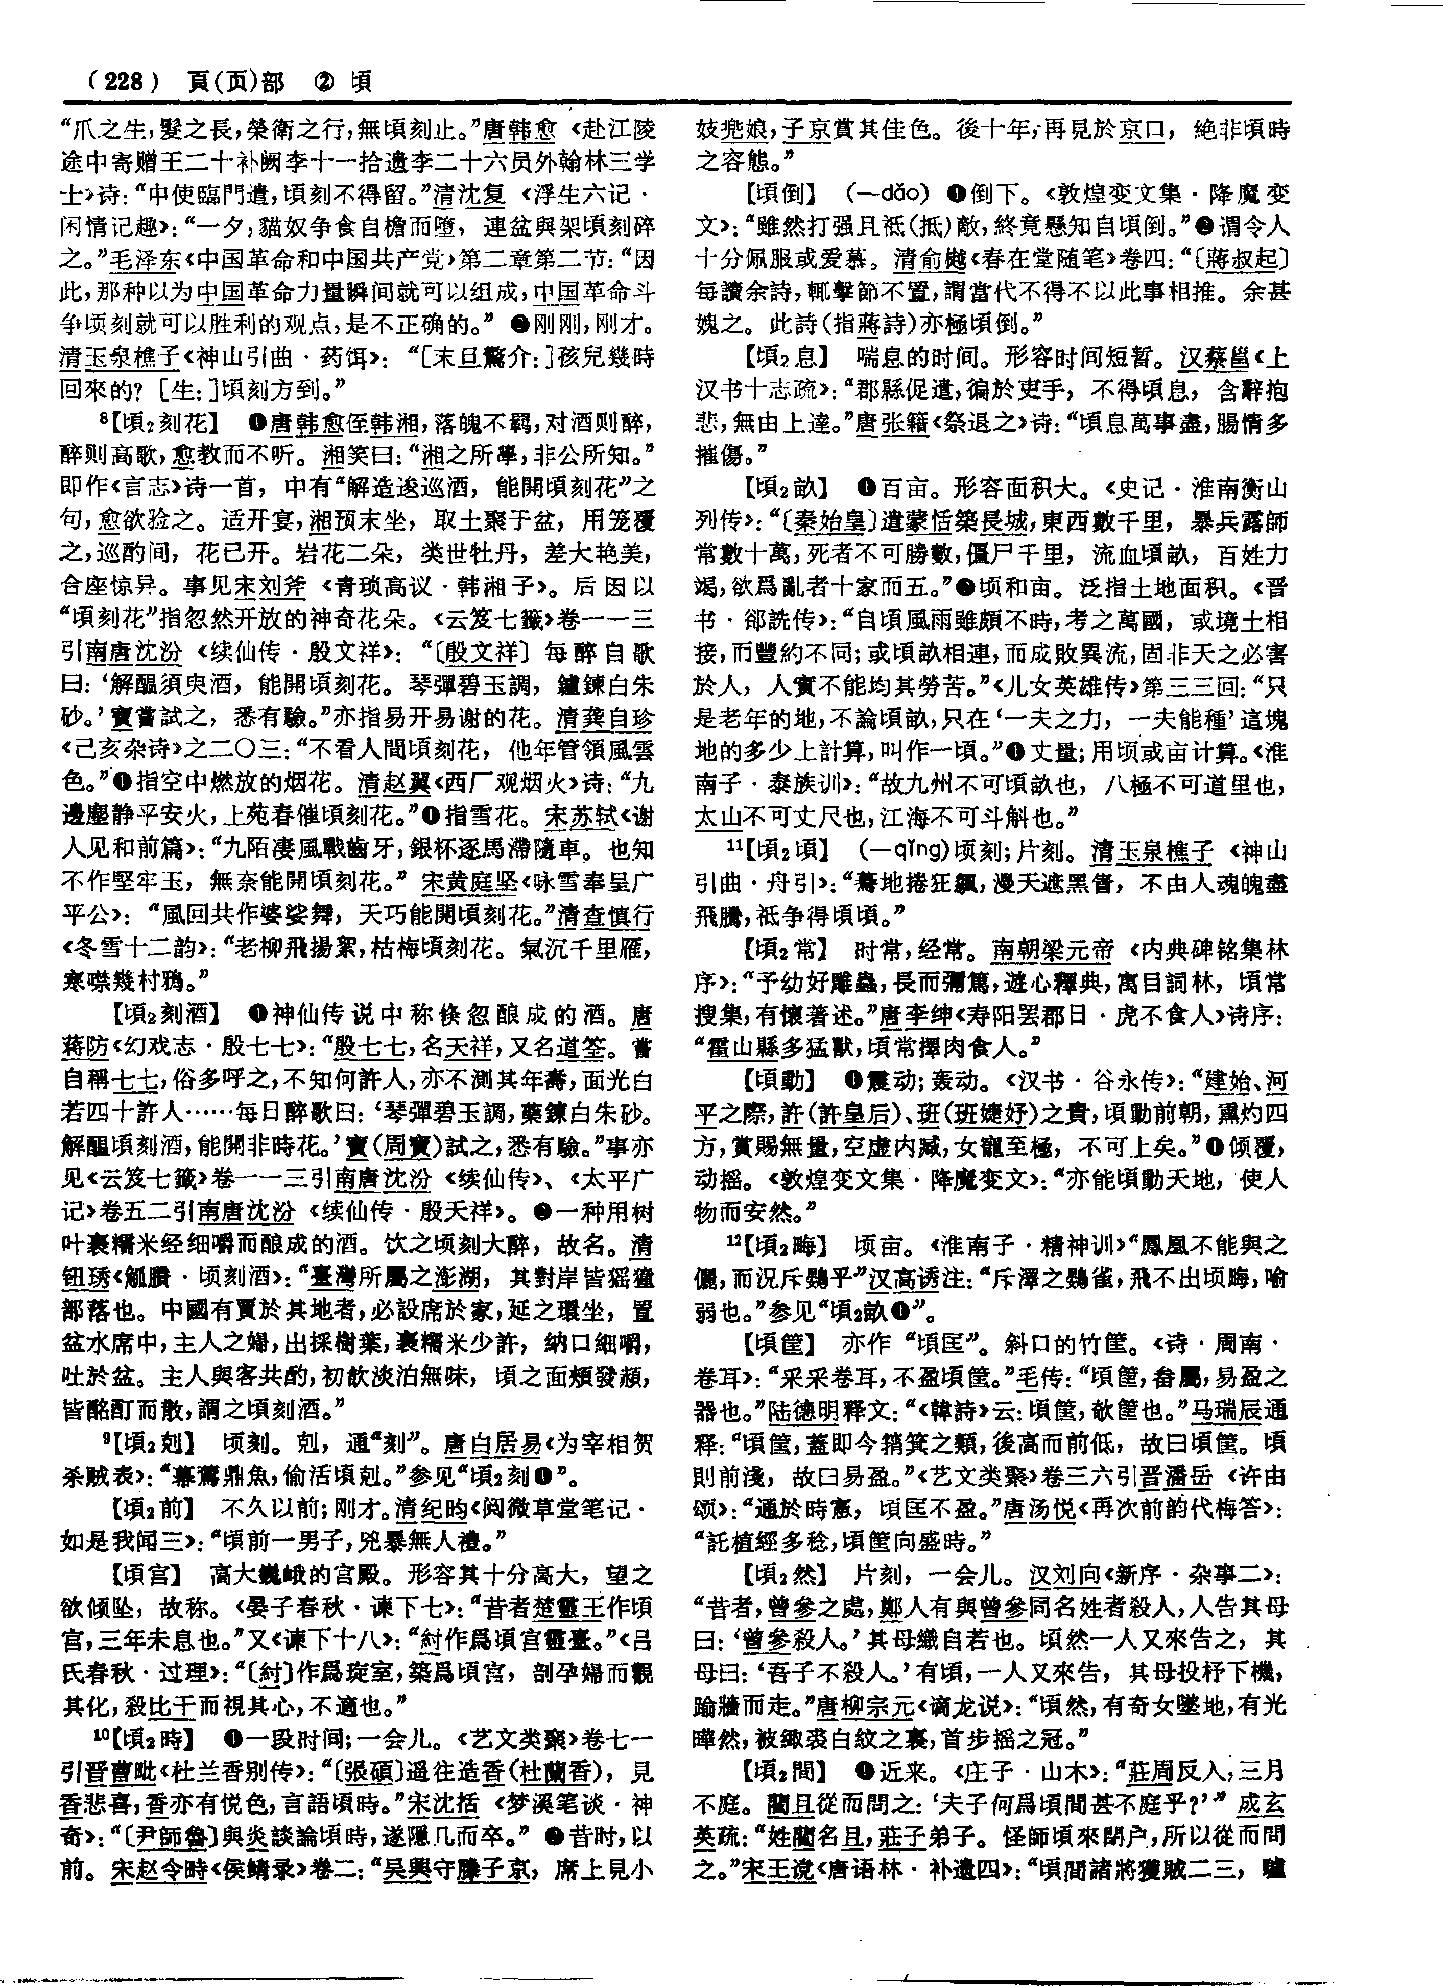 （228） 頁(页)部 ② 頃
“爪之生，髮之長，榮衛之行，無頃刻止。”唐韩愈《赴江陵
途中寄赠王二十补阙李十一拾遗李二十六员外翰林三学
士》诗：“中使臨門遣，頃刻不得留。”清沈复《浮生六记·
闲情记趣》：“一夕，貓奴争食自檐而墮，連盆與架頃刻碎
之。”毛泽东《中国革命和中国共产党》第二章第二节：“因
此，那种以为中国革命力量瞬间就可以组成，中国革命斗
争顷刻就可以胜利的观点，是不正确的。” ❷刚刚，刚才。
清玉泉樵子《神山引曲·药饵》：“［末旦驚介：］孩兒幾時
回來的？［生：］頃刻方到。”
8【頃₂刻花】 ❶唐韩愈侄韩湘，落魄不羁，对酒则醉，
醉则高歌，愈教而不听。湘笑曰：“湘之所學，非公所知。”
即作《言志》诗一首，中有“解造逡巡酒，能開頃刻花”之
句，愈欲验之。适开宴，湘预末坐，取土聚于盆，用笼覆
之，巡酌间，花已开。岩花二朵，类世牡丹，差大艳美，
合座惊异。事见宋刘斧《青琐高议·韩湘子》。后因以
“頃刻花”指忽然开放的神奇花朵。《云笈七籤》卷一一三
引南唐沈汾《续仙传·殷文祥》：“〔殷文祥〕每醉自歌
曰：‘解醖須臾酒，能開頃刻花。琴彈碧玉調，鑪鍊白朱
砂。’寶嘗試之，悉有驗。”亦指易开易谢的花。清龚自珍
《己亥杂诗》之二〇三：“不看人間頃刻花，他年管領風雲
色。”❷指空中燃放的烟花。清赵翼《西厂观烟火》诗：“九
邊塵静平安火，上苑春催頃刻花。”❸指雪花。宋苏轼《谢
人见和前篇》：“九陌凄風戰齒牙，銀杯逐馬滯隨車。也知
不作堅牢玉，無奈能開頃刻花。”宋黄庭坚《咏雪奉呈广
平公》：“風回共作婆娑舞，天巧能開頃刻花。”清查慎行
《冬雪十二韵》：“老柳飛揚絮，枯梅頃刻花。氣沉千里雁，
寒噤幾村鴉。”
【頃₂刻酒】 ❶神仙传说中称倏忽酿成的酒。唐
蒋防《幻戏志·殷七七》：“殷七七，名天祥，又名道筌。嘗
自稱七七，俗多呼之，不知何許人，亦不測其年壽，面光白
若四十許人……每日醉歌曰：‘琴彈碧玉調，藥鍊白朱砂。
解醖頃刻酒，能開非時花。’寶（周寶）試之，悉有驗。”事亦
见《云笈七籤》卷一一三引南唐沈汾《续仙传》、《太平广
记》卷五二引南唐沈汾《续仙传·殷天祥》。❷一种用树
叶裹糯米经细嚼而酿成的酒。饮之顷刻大醉，故名。清
钮琇《觚賸·頃刻酒》：“臺灣所屬之澎湖，其對岸皆猺獞
部落也。中國有賈於其地者，必設席於家，延之環坐，置
盆水席中，主人之婦，出採樹葉，裹糯米少許，納口細嚼，
吐於盆。主人與客共酌，初飲淡泊無味，頃之面頰發赬，
皆酩酊而散，謂之頃刻酒。”
9【頃₂剋】 顷刻。剋，通“刻”。唐白居易《为宰相贺
杀贼表》：“幕鷰鼎魚，偷活頃剋。”参见“頃₂刻❶”。
【頃₂前】 不久以前；刚才。清纪昀《阅微草堂笔记·
如是我闻三》：“頃前一男子，兇暴無人禮。”
【頃宫】 高大巍峨的宫殿。形容其十分高大，望之
欲倾坠，故称。《晏子春秋·谏下七》：“昔者楚靈王作頃
宫，三年未息也。”又《谏下十八》：“紂作爲頃宫靈臺。”《吕
氏春秋·过理》：“〔紂〕作爲琁室，築爲頃宫，剖孕婦而觀
其化，殺比干而視其心，不適也。”
10【頃₂時】 ❶一段时间；一会儿。《艺文类聚》卷七一
引晋曹毗《杜兰香别传》：“〔張碩〕遥往造香（杜蘭香），見
香悲喜，香亦有悦色，言語頃時。”宋沈括《梦溪笔谈·神
奇》：“〔尹師魯〕與炎談論頃時，遂隱几而卒。” ❷昔时，以
前。宋赵令畤《侯鲭录》卷二：“吴興守滕子京，席上見小
妓兜娘，子京賞其佳色。後十年，再見於京口，绝非頃時
之容態。”
【頃倒】 （—dǎo）❶倒下。《敦煌变文集·降魔变
文》：“雖然打强且祗（抵）敵，終竟懸知自頃倒。”❷谓令人
十分佩服或爱慕。清俞樾《春在堂随笔》卷四：“〔蔣叔起〕
每讀余詩，輒擊節不置，謂當代不得不以此事相推。余甚
媿之。此詩（指蔣詩）亦極頃倒。”
【頃₂息】 喘息的时间。形容时间短暂。汉蔡邕《上
汉书十志疏》：“郡縣促遣，徧於吏手，不得頃息，含辭抱
悲，無由上達。”唐张籍《祭退之》诗：“頃息萬事盡，腸情多
摧傷。”
【頃₂畝】 ❶百亩。形容面积大。《史记·淮南衡山
列传》：“〔秦始皇〕遣蒙恬築長城，東西數千里，暴兵露師
常數十萬，死者不可勝數，僵尸千里，流血頃畝，百姓力
竭，欲爲亂者十家而五。”❷顷和亩。泛指土地面积。《晋
书·郤詵传》：“自頃風雨雖頗不時，考之萬國，或境土相
接，而豐約不同；或頃畝相連，而成敗異流，固非天之必害
於人，人實不能均其勞苦。”《儿女英雄传》第三三回：“只
是老年的地，不論頃畝，只在‘一夫之力，一夫能種’這塊
地的多少上計算，叫作一頃。”❸丈量；用顷或亩计算。《淮
南子·泰族训》：“故九州不可頃畝也，八極不可道里也，
太山不可丈尺也，江海不可斗斛也。”
11【頃₂頃】 （—qǐng）顷刻；片刻。清玉泉樵子《神山
引曲·舟引》：“驀地捲狂飆，漫天遮黑眚，不由人魂魄盡
飛騰，祗争得頃頃。”
【頃₂常】 时常，经常。南朝梁元帝《内典碑铭集林
序》：“予幼好雕蟲，長而彌篤，遊心釋典，寓目詞林，頃常
搜集，有懷著述。”唐李绅《寿阳罢郡日·虎不食人》诗序：
“霍山縣多猛獸，頃常擇肉食人。”
【頃動】 ❶震动；轰动。《汉书·谷永传》：“建始、河
平之際，許（許皇后）、班（班婕妤）之貴，頃動前朝，熏灼四
方，賞賜無量，空虚内臧，女寵至極，不可上矣。”❷倾覆，
动摇。《敦煌变文集·降魔变文》：“亦能頃動天地，使人
物而安然。”
12【頃₂畮】 顷亩。《淮南子·精神训》“鳳凰不能與之
儷，而況斥鷃乎”汉高诱注：“斥澤之鷃雀，飛不出頃畮，喻
弱也。”参见“頃₂畝❶”。
【頃筐】 亦作“頃匡”。斜口的竹筐。《诗·周南·
卷耳》：“采采卷耳，不盈頃筐。”毛传：“頃筐，畚屬，易盈之
器也。”陆德明释文：“《韓詩》云：頃筐，欹筐也。”马瑞辰通
释：“頃筐，蓋即今筲箕之類，後高而前低，故曰頃筐。頃
則前淺，故曰易盈。”《艺文类聚》卷三六引晋潘岳《许由
颂》：“通於時憲，頃匡不盈。”唐汤悦《再次前韵代梅答》：
“託植經多稔，頃筐向盛時。”
【頃₂然】 片刻，一会儿。汉刘向《新序·杂事二》：
“昔者，曾參之處，鄭人有與曾參同名姓者殺人，人告其母
曰：‘曾參殺人。’其母織自若也。頃然一人又來告之，其
母曰：‘吾子不殺人。’有頃，一人又來告，其母投杼下機，
踰牆而走。”唐柳宗元《谪龙说》：“頃然，有奇女墜地，有光
曄然，被緅裘白紋之裏，首步摇之冠。”
【頃₂間】 ❶近来。《庄子·山木》：“莊周反入，三月
不庭。藺且從而問之：‘夫子何爲頃間甚不庭乎？’”成玄
英疏：“姓藺名且，莊子弟子。怪師頃來閉户，所以從而問
之。”宋王谠《唐语林·补遗四》：“頃間諸將獲賊二三，驢